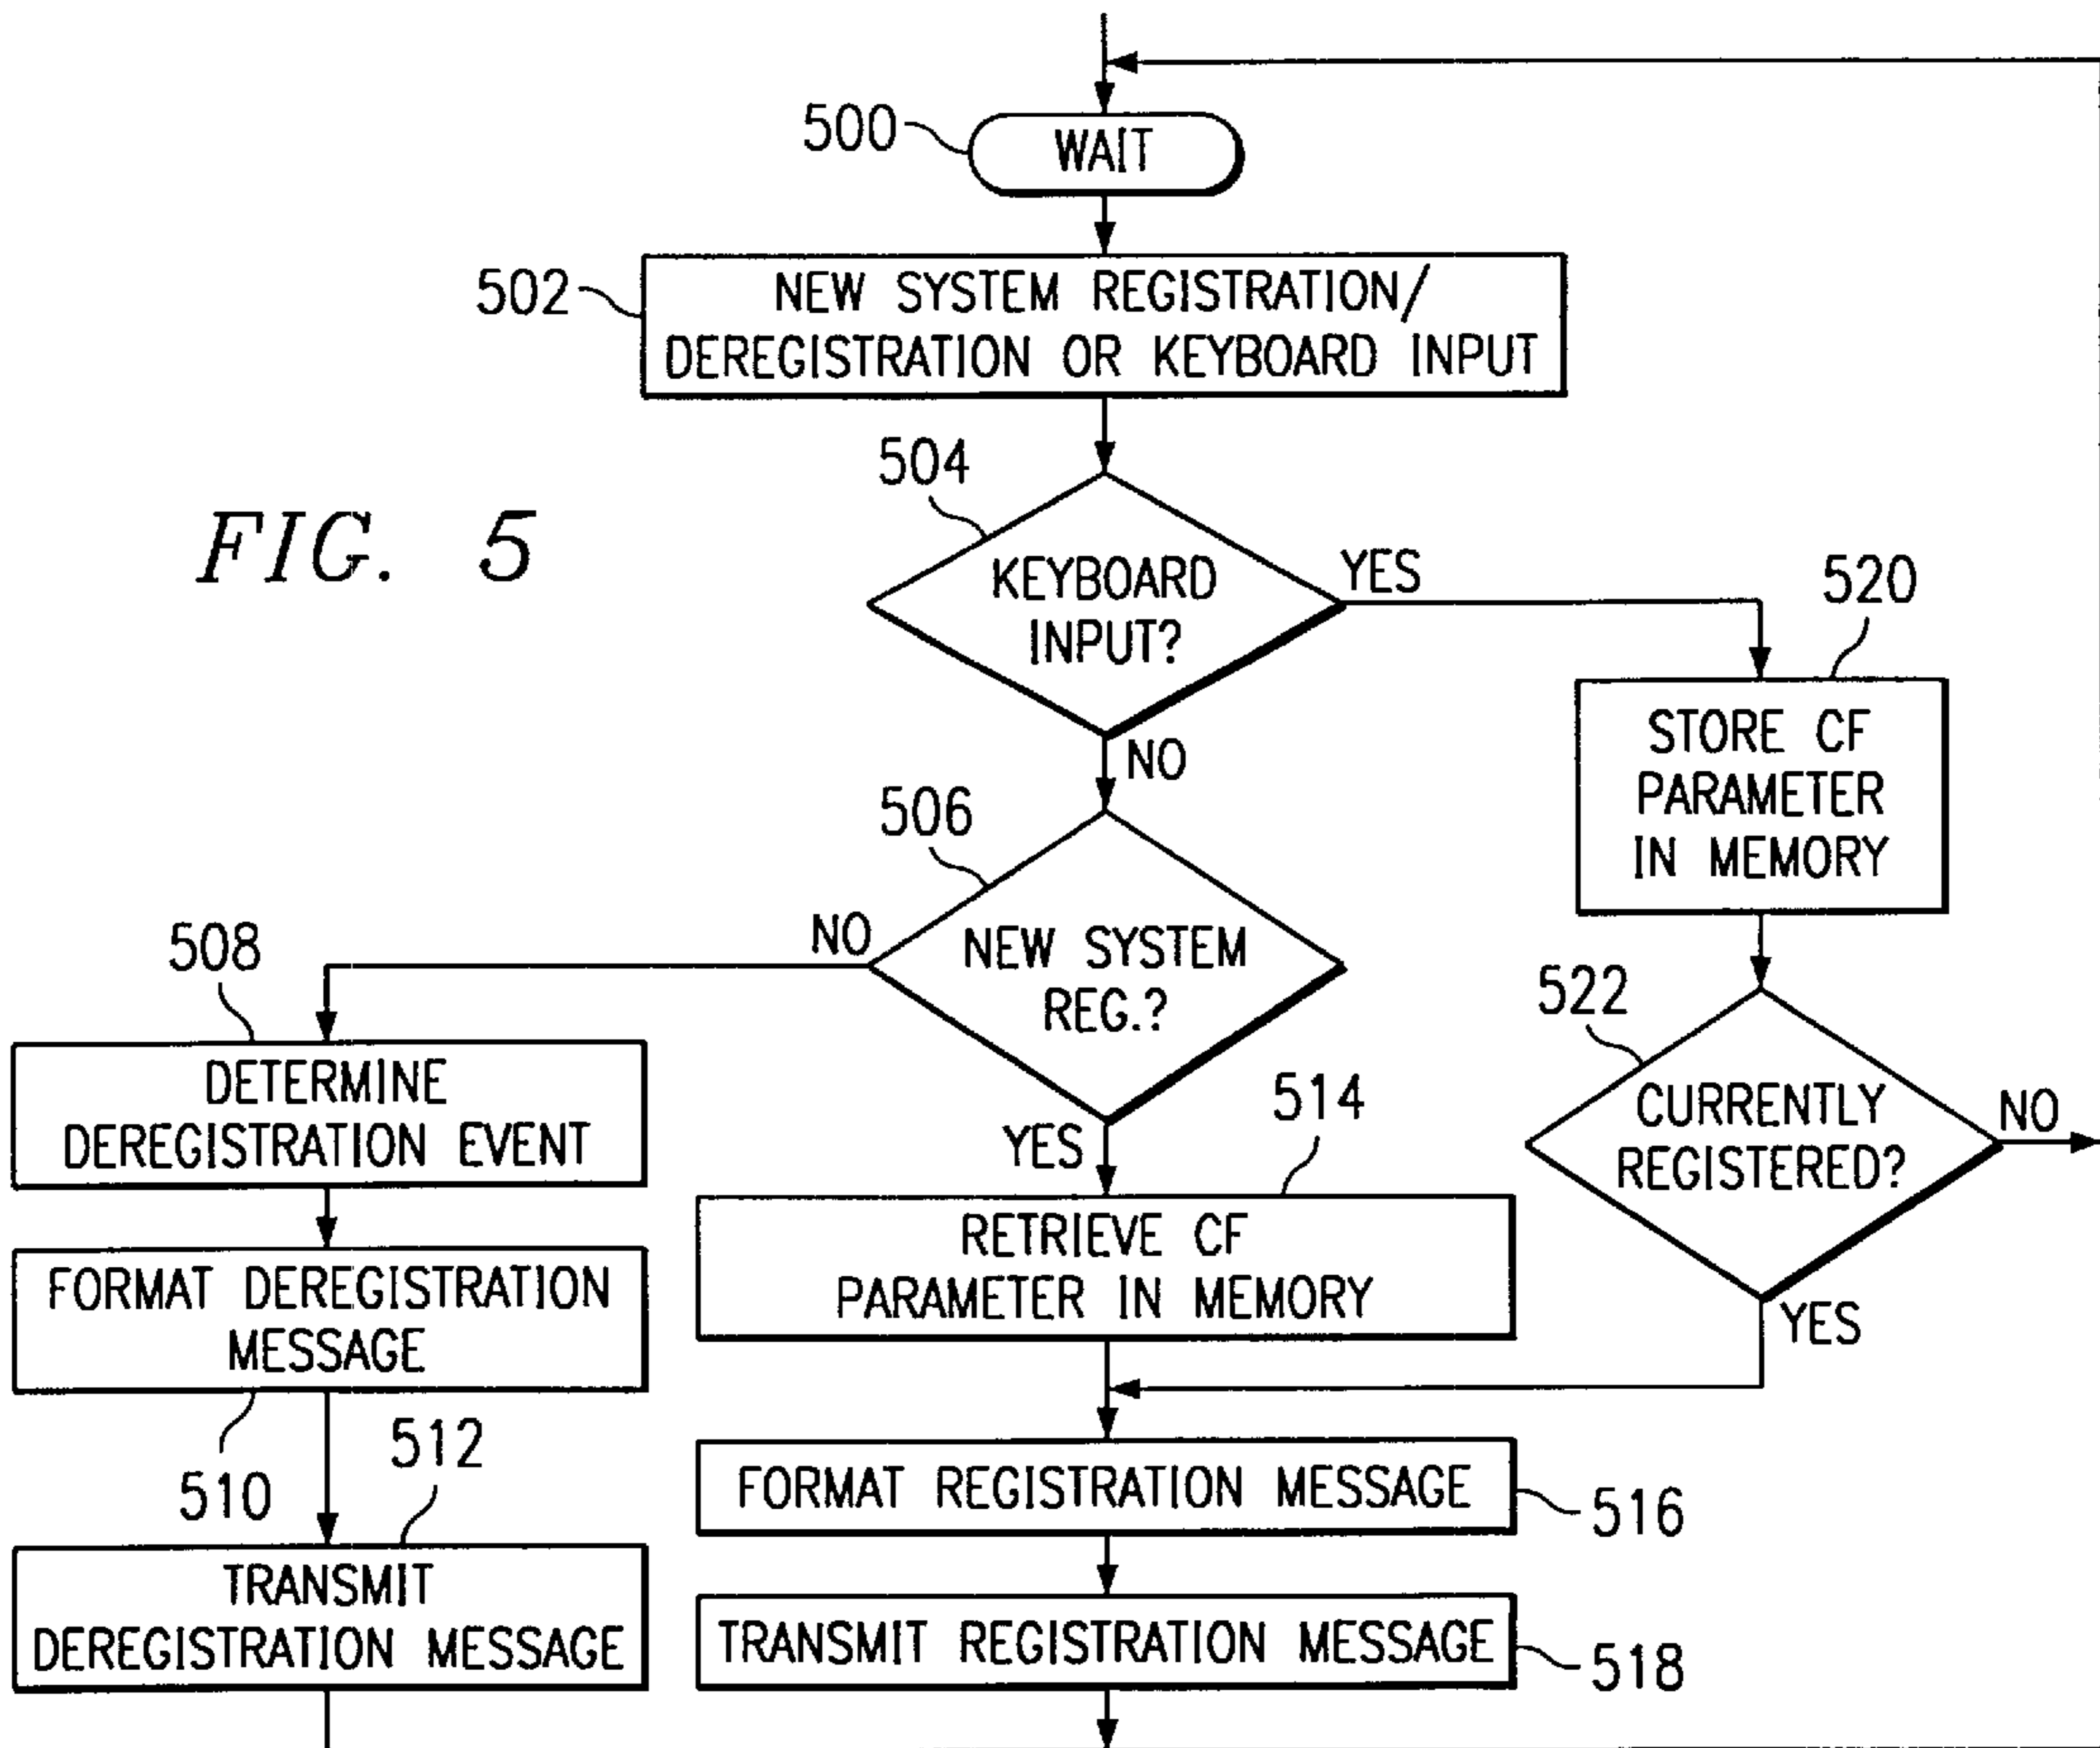 500
WAIT
502
NEW SYSTEM REGISTRATION/
DEREGISTRATION OR KEYBOARD INPUT
504
FIG. 5
KEYBOARD
INPUT?
YES
520
NO
STORE CF
PARAMETER
IN MEMORY
506
NO
NEW SYSTEM
REG.?
508
522
DETERMINE
DEREGISTRATION EVENT
YES
514
CURRENTLY
REGISTERED?
NO
FORMAT DEREGISTRATION
MESSAGE
RETRIEVE CF
PARAMETER IN MEMORY
YES
510
512
FORMAT REGISTRATION MESSAGE
516
TRANSMIT
DEREGISTRATION MESSAGE
TRANSMIT REGISTRATION MESSAGE
518